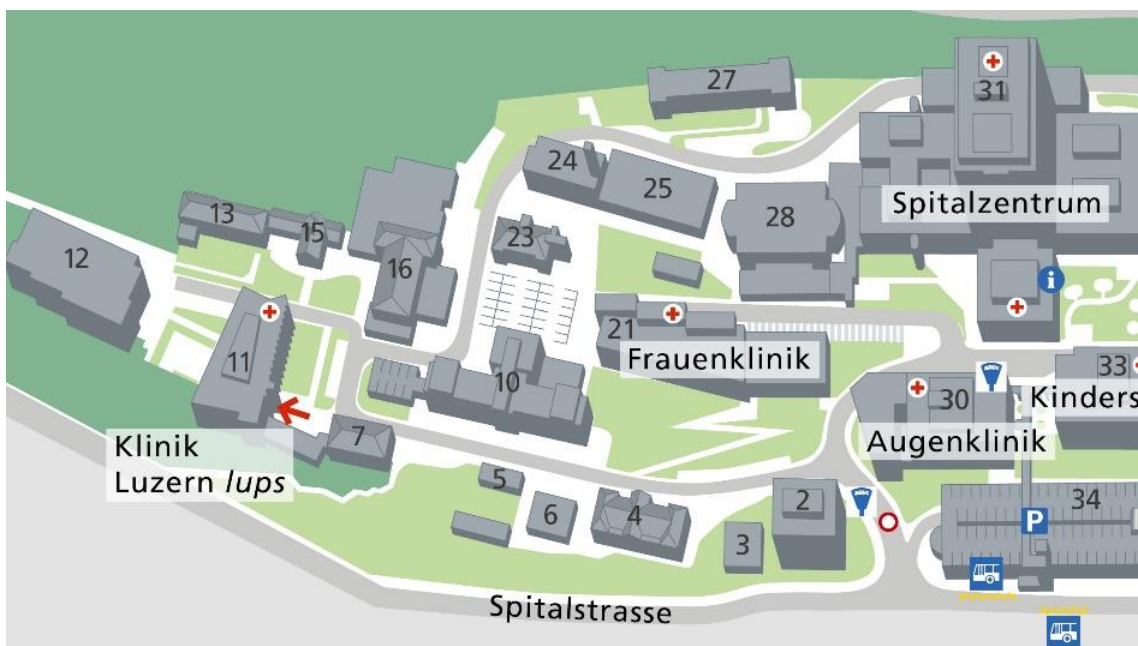 27
31
24
25
Spitalzentrum
13
15
28
23
12
16
i
21
Frauenklinik
11
10
33
Kinders
30
Augenklinik
7
Klinik
Luzern lups
5
6
4
2
3
34
P
Spitalstrasse